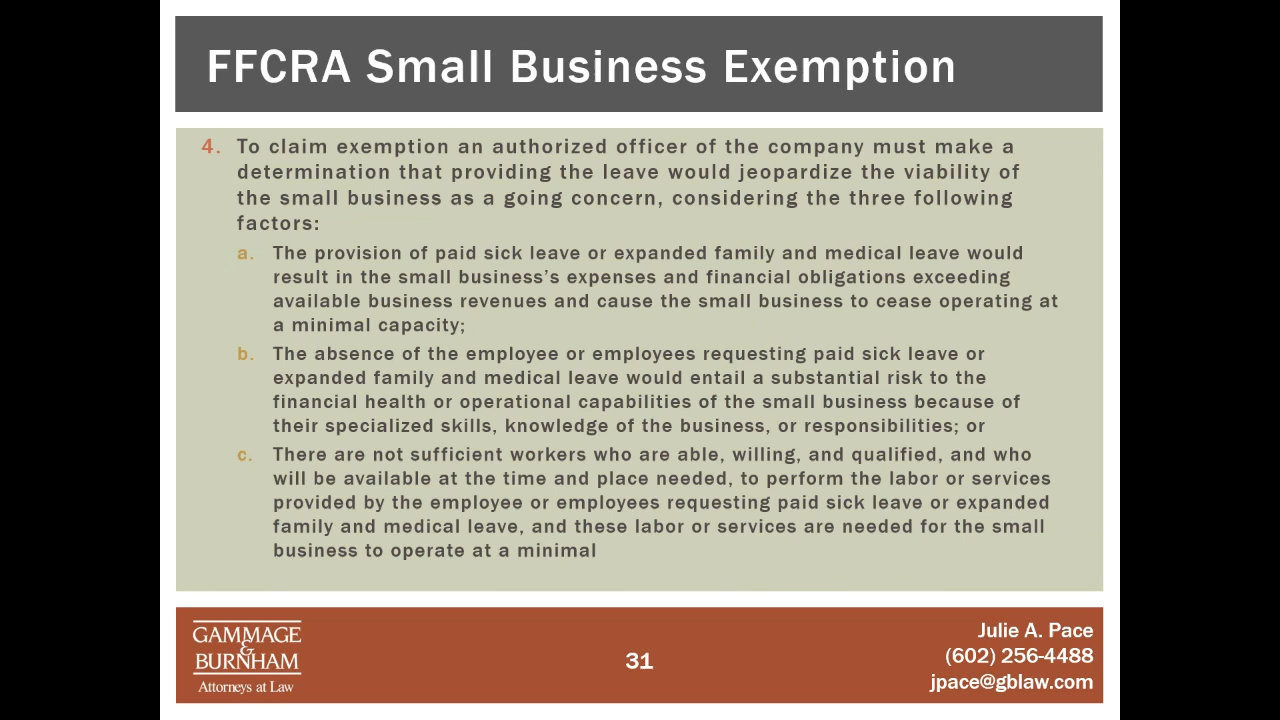 FFCRA Small Business Exemption
4. To claim exemption an authorized officer of the company must make a
determination that providing the leave would jeopardize the viability of
the small business as a going concern, considering the three following
factors:
a. The provision of paid sick leave or expanded family and medical leave would
result in the small business’s expenses and financial obligations exceeding
available business revenues and cause the small business to cease operating at
a minimal capacity;
b. The absence of the employee or employees requesting paid sick leave or
expanded family and medical leave would entail a substantial risk to the
financial health or operational capabilities of the small business because of
their specialized skills, knowledge of the business, or responsibilities; or
c. There are not sufficient workers who are able, willing, and qualified, and who
will be available at the time and place needed, to perform the labor or services
provided by the employee or employees requesting paid sick leave or expanded
family and medical leave, and these labor or services are needed for the small
business to operate at a minimal
GAMMAGE
&
BURNHAM
Attorneys at Law
31
Julie A. Pace
(602) 256-4488
jpace@gblaw.com